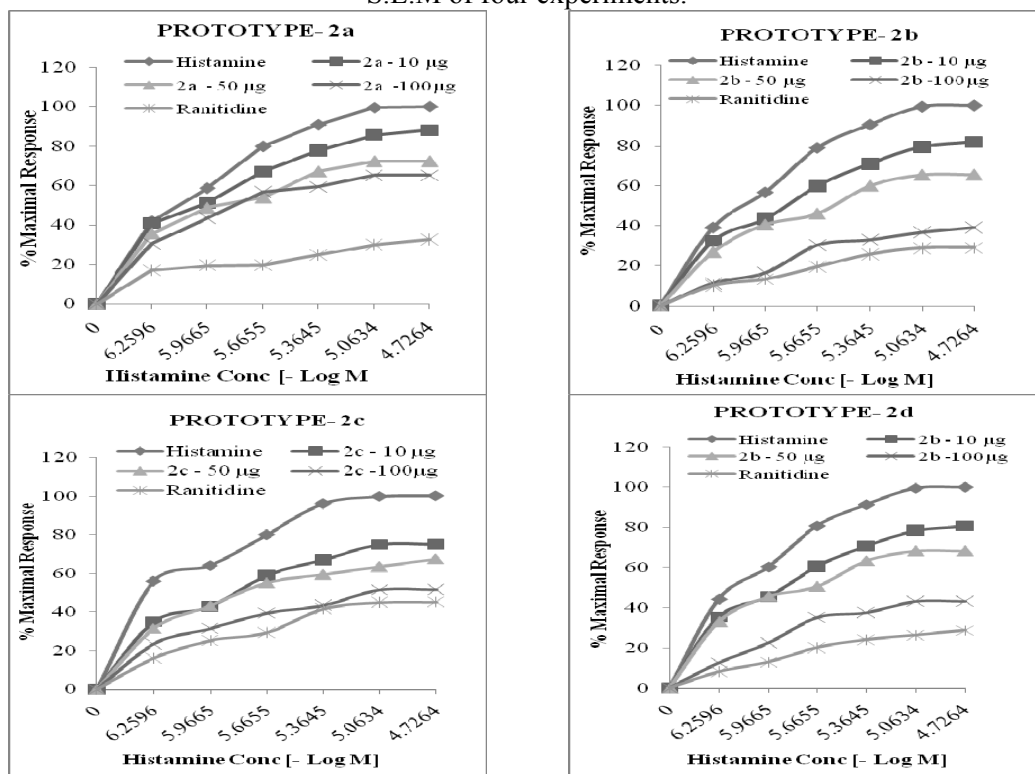 S.E.M of four experiments.
PROTOTYPE- 2a
Histamine
2a - 10 µg
2a - 50 µg
2a -100µg
Ranitidine
% Maximal Response
120
100
80
60
40
20
0
0
6.2596
5.9665
5.6655
5.3645
5.0634
4.7264
Histamine Conc [- Log M
PROTOTYPE- 2b
Histamine
2b - 10 µg
2b - 50 µg
2b -100µg
Ranitidine
% Maximal Response
120
100
80
60
40
20
0
0
6.2596
5.9665
5.6655
5.3645
5.0634
4.7264
Histamine Conc [- Log M]
PROTOTYPE- 2c
Histamine
2c - 10 µg
2c - 50 µg
2c -100µg
Ranitidine
% Maximal Response
120
100
80
60
40
20
0
0
6.2596
5.9665
5.6655
5.3645
5.0634
4.7264
Histamine Conc [- Log M]
PROTOTYPE- 2d
Histamine
2b - 10 µg
2b - 50 µg
2b -100µg
Ranitidine
% Maximal Response
120
100
80
60
40
20
0
0
6.2596
5.9665
5.6655
5.3645
5.0634
4.7264
Histamine Conc [- Log M]